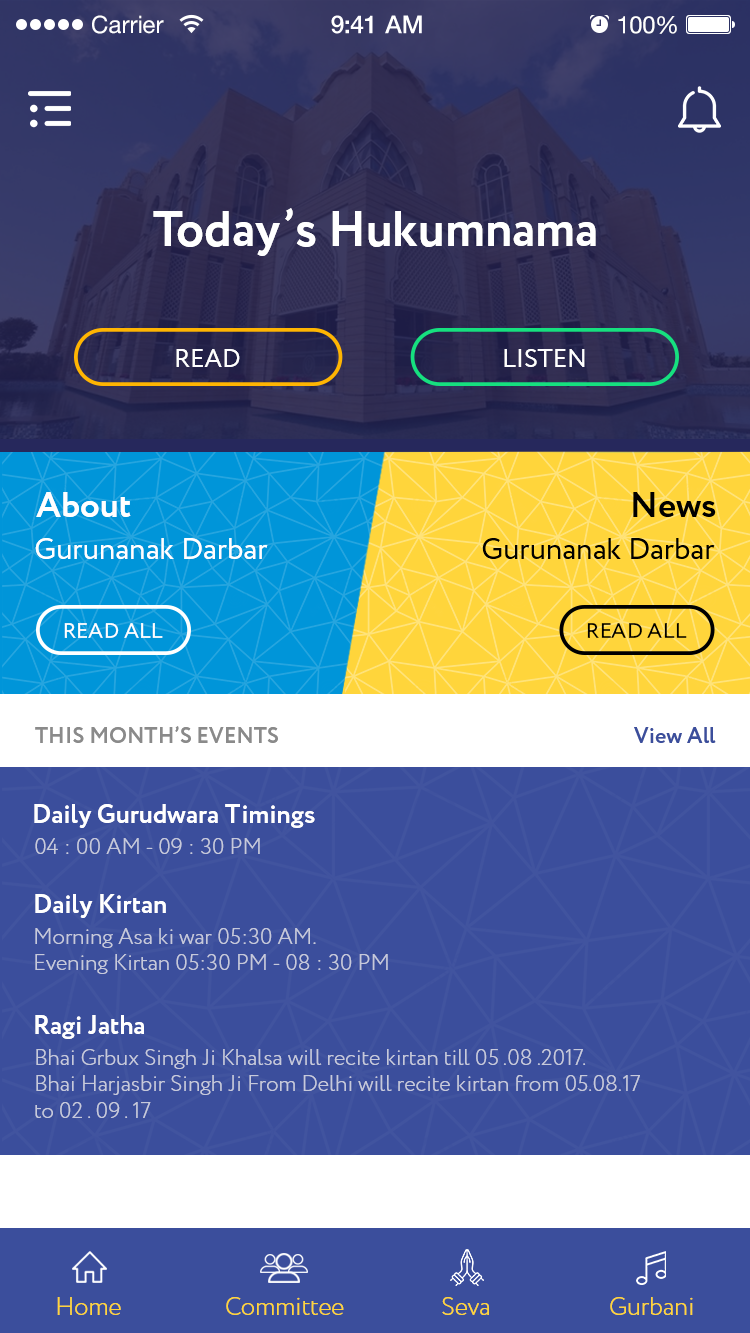 Carrier 9:41 AM 100%
Today's Hukumnama
READ LISTEN
About
Gurunanak Darbar
READ ALL
News
Gurunanak Darbar
READ ALL
THIS MONTH'S EVENTS View All
Daily Gurudwara Timings
04 : 00 AM - 09 : 30 PM
Daily Kirtan
Morning Asa ki war 05:30 AM.
Evening Kirtan 05:30 PM - 08 : 30 PM
Ragi Jatha
Bhai Grbux Singh Ji Khalsa will recite kirtan till 05 .08 .2017.
Bhai Harjasbir Singh Ji From Delhi will recite kirtan from 05.08.17
to 02 . 09 . 17
Home Committee Seva Gurbani